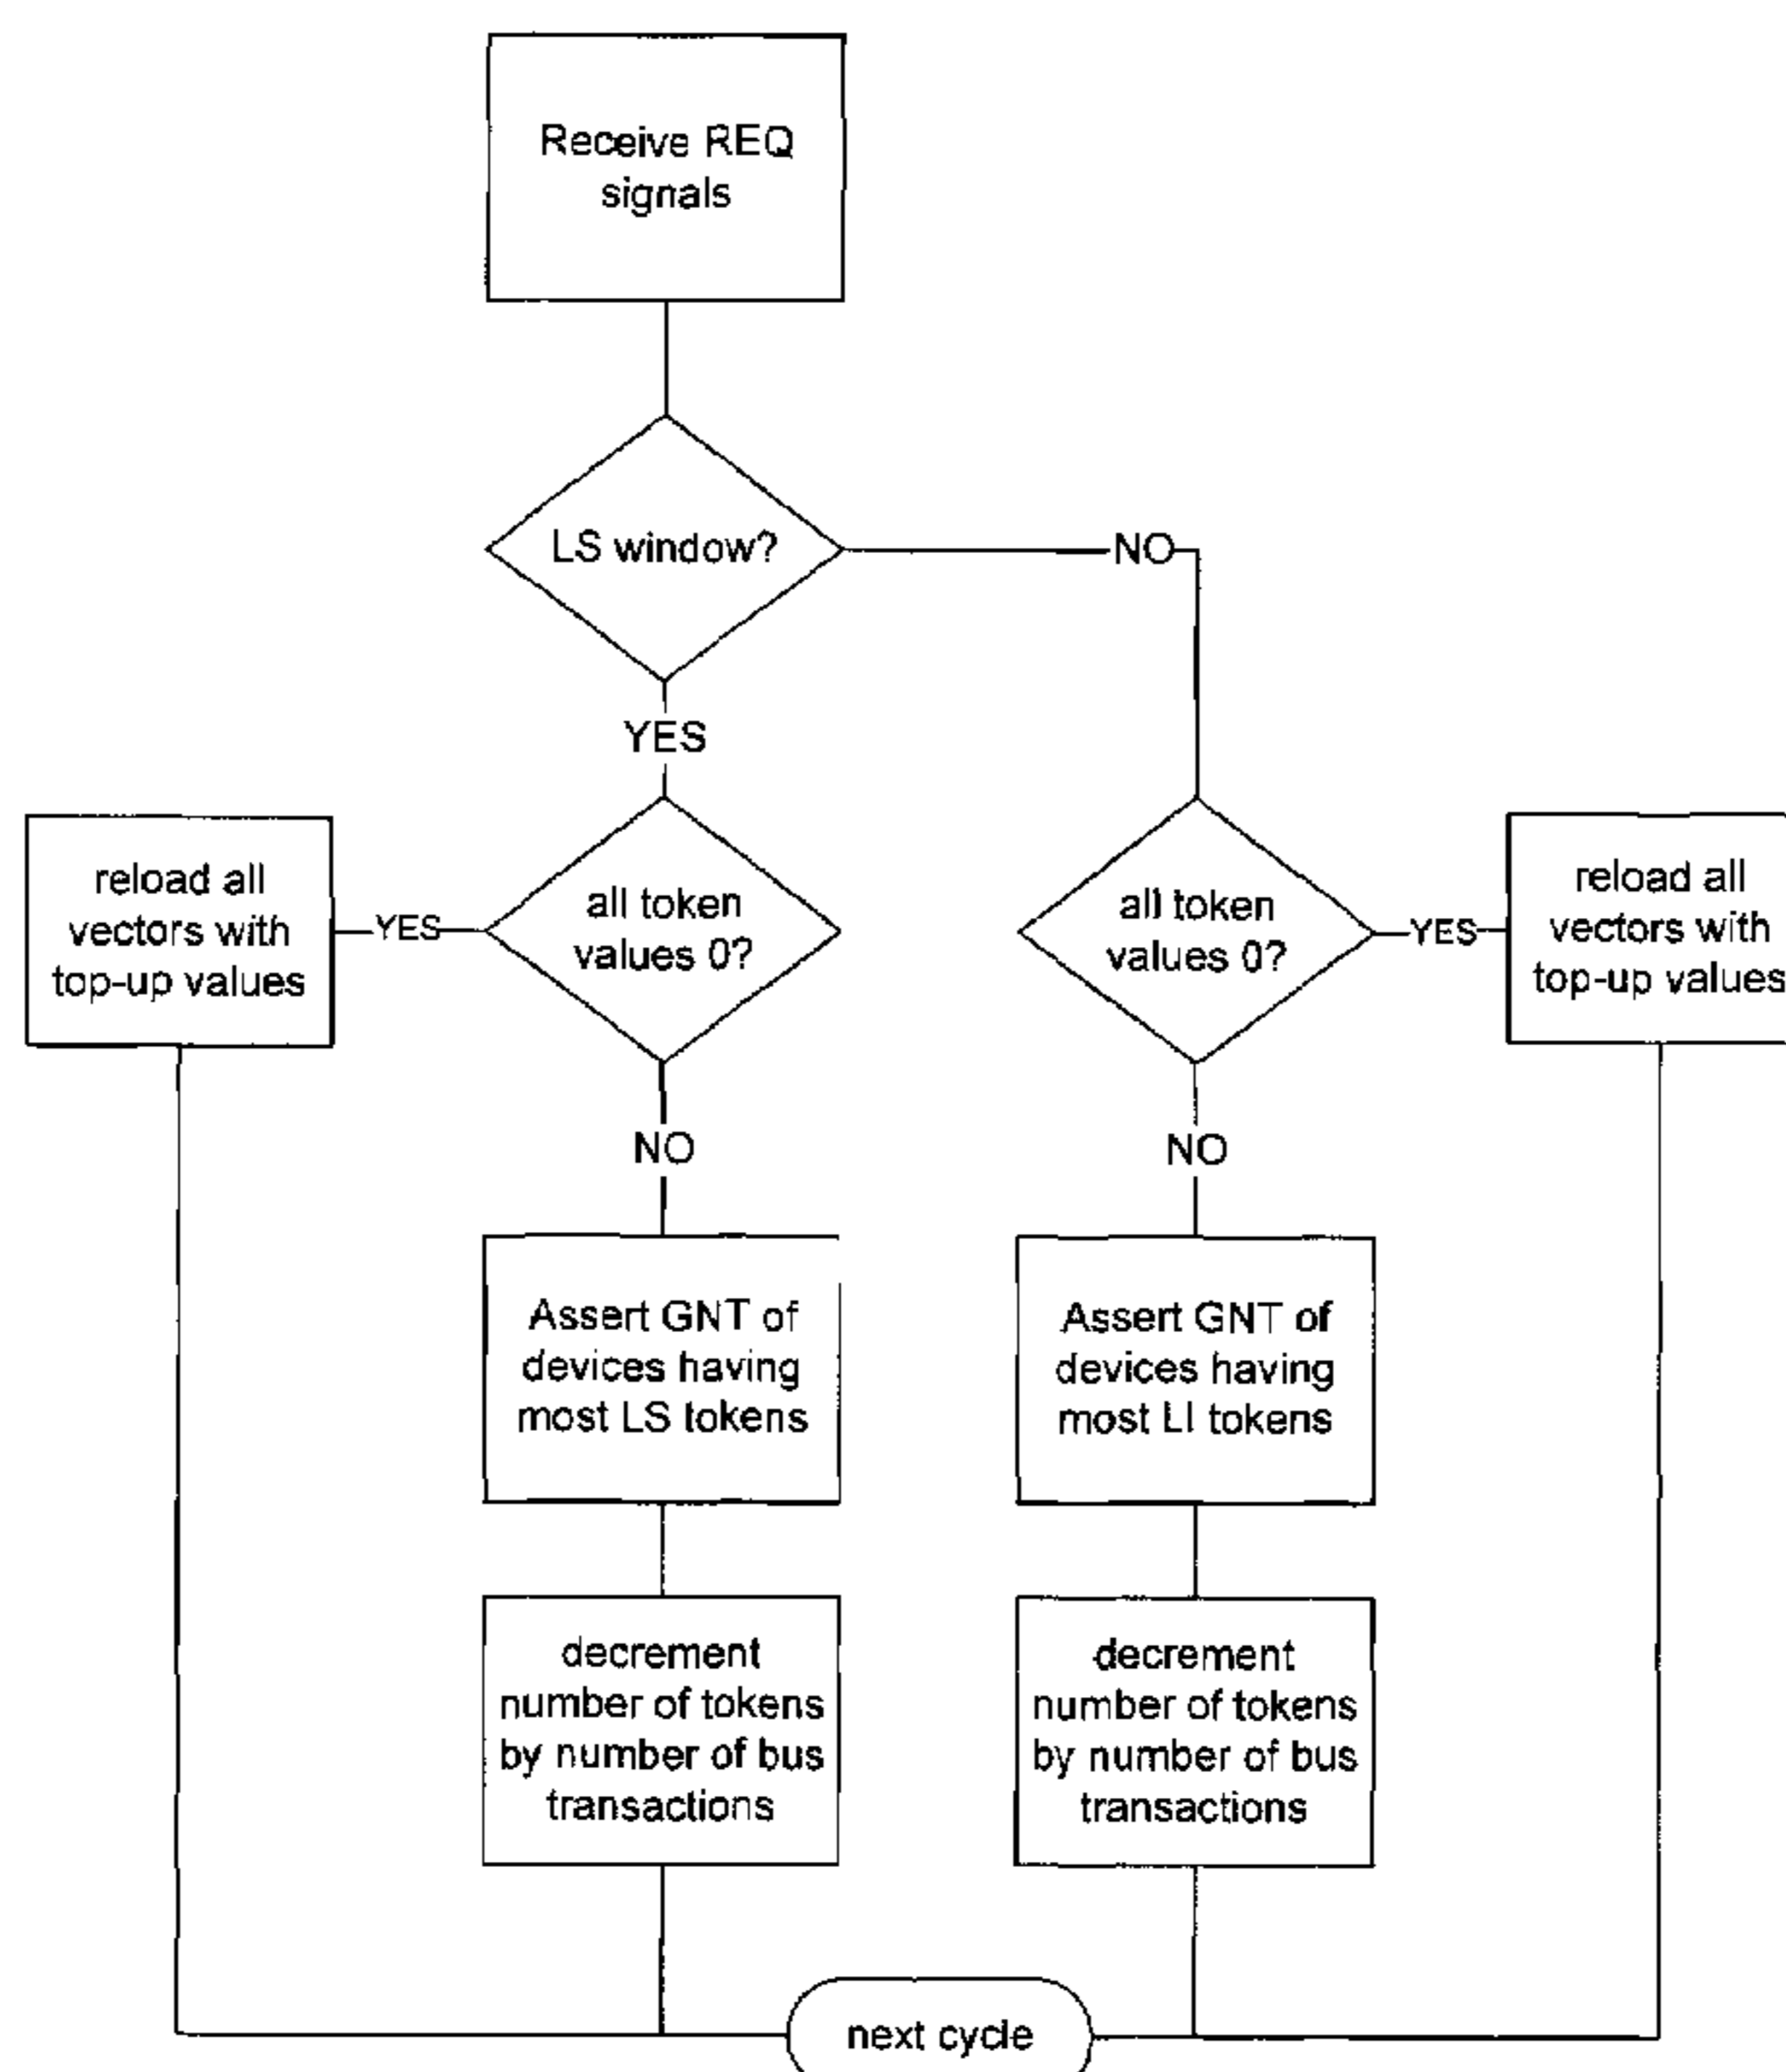 Receive REQ
signals
LS window?
NO
YES
reload all
vectors with
top-up values
YES
all token
values 0?
all token
values 0?
YES
reload all
vectors with
top-up values
NO
NO
Assert GNT of
devices having
most LS tokens
Assert GNT of
devices having
most LI tokens
decrement
number of tokens
by number of bus
transactions
decrement
number of tokens
by number of bus
transactions
next cycle